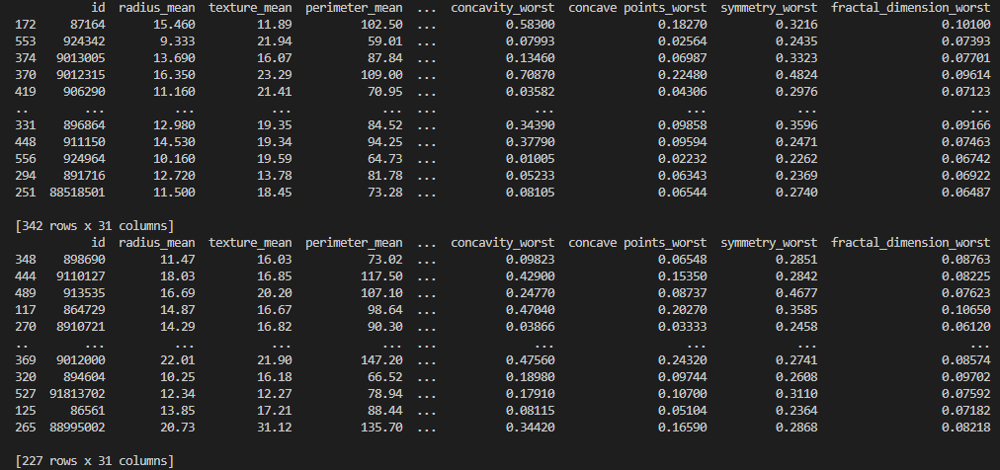 id radius_mean texture_mean perimeter_mean ... concavity_worst concave points_worst symmetry_worst fractal_dimension_worst
172 87164 15.460 11.89 102.50 ... 0.58300 0.18270 0.3216 0.10100
553 924342 9.333 21.94 59.01 ... 0.07993 0.02564 0.2435 0.07393
374 9013005 13.690 16.07 87.84 ... 0.13460 0.06987 0.3323 0.07701
370 9012315 16.350 23.29 109.00 ... 0.70870 0.22480 0.4824 0.09614
419 906290 11.160 21.41 70.95 ... 0.03582 0.04306 0.2976 0.07123
.. ... ... ... ... ... ... ... ... ...
331 896864 12.980 19.35 84.52 ... 0.34390 0.09858 0.3596 0.09166
448 911150 14.530 19.34 94.25 ... 0.37790 0.09594 0.2471 0.07463
556 924964 10.160 19.59 64.73 ... 0.01005 0.02232 0.2262 0.06742
294 891716 12.720 13.78 81.78 ... 0.05233 0.06343 0.2369 0.06922
251 88518501 11.500 18.45 73.28 ... 0.08105 0.06544 0.2740 0.06487
[342 rows x 31 columns]
id radius_mean texture_mean perimeter_mean ... concavity_worst concave points_worst symmetry_worst fractal_dimension_worst
348 898690 11.47 16.03 73.02 ... 0.09823 0.06548 0.2851 0.08763
444 9110127 18.03 16.85 117.50 ... 0.42900 0.15350 0.2842 0.08225
489 913535 16.69 20.20 107.10 ... 0.24770 0.08737 0.4677 0.07623
117 864729 14.87 16.67 98.64 ... 0.47040 0.20270 0.3585 0.10650
270 8910721 14.29 16.82 90.30 ... 0.03866 0.03333 0.2458 0.06120
.. ... ... ... ... ... ... ... ... ...
369 9012000 22.01 21.90 147.20 ... 0.47560 0.24320 0.2741 0.08574
320 894604 10.25 16.18 66.52 ... 0.18980 0.09744 0.2608 0.09702
527 91813702 12.34 12.27 78.94 ... 0.17910 0.10700 0.3110 0.07592
125 86561 13.85 17.21 88.44 ... 0.08115 0.05104 0.2364 0.07182
265 88995002 20.73 31.12 135.70 ... 0.34420 0.16590 0.2868 0.08218
[227 rows x 31 columns]